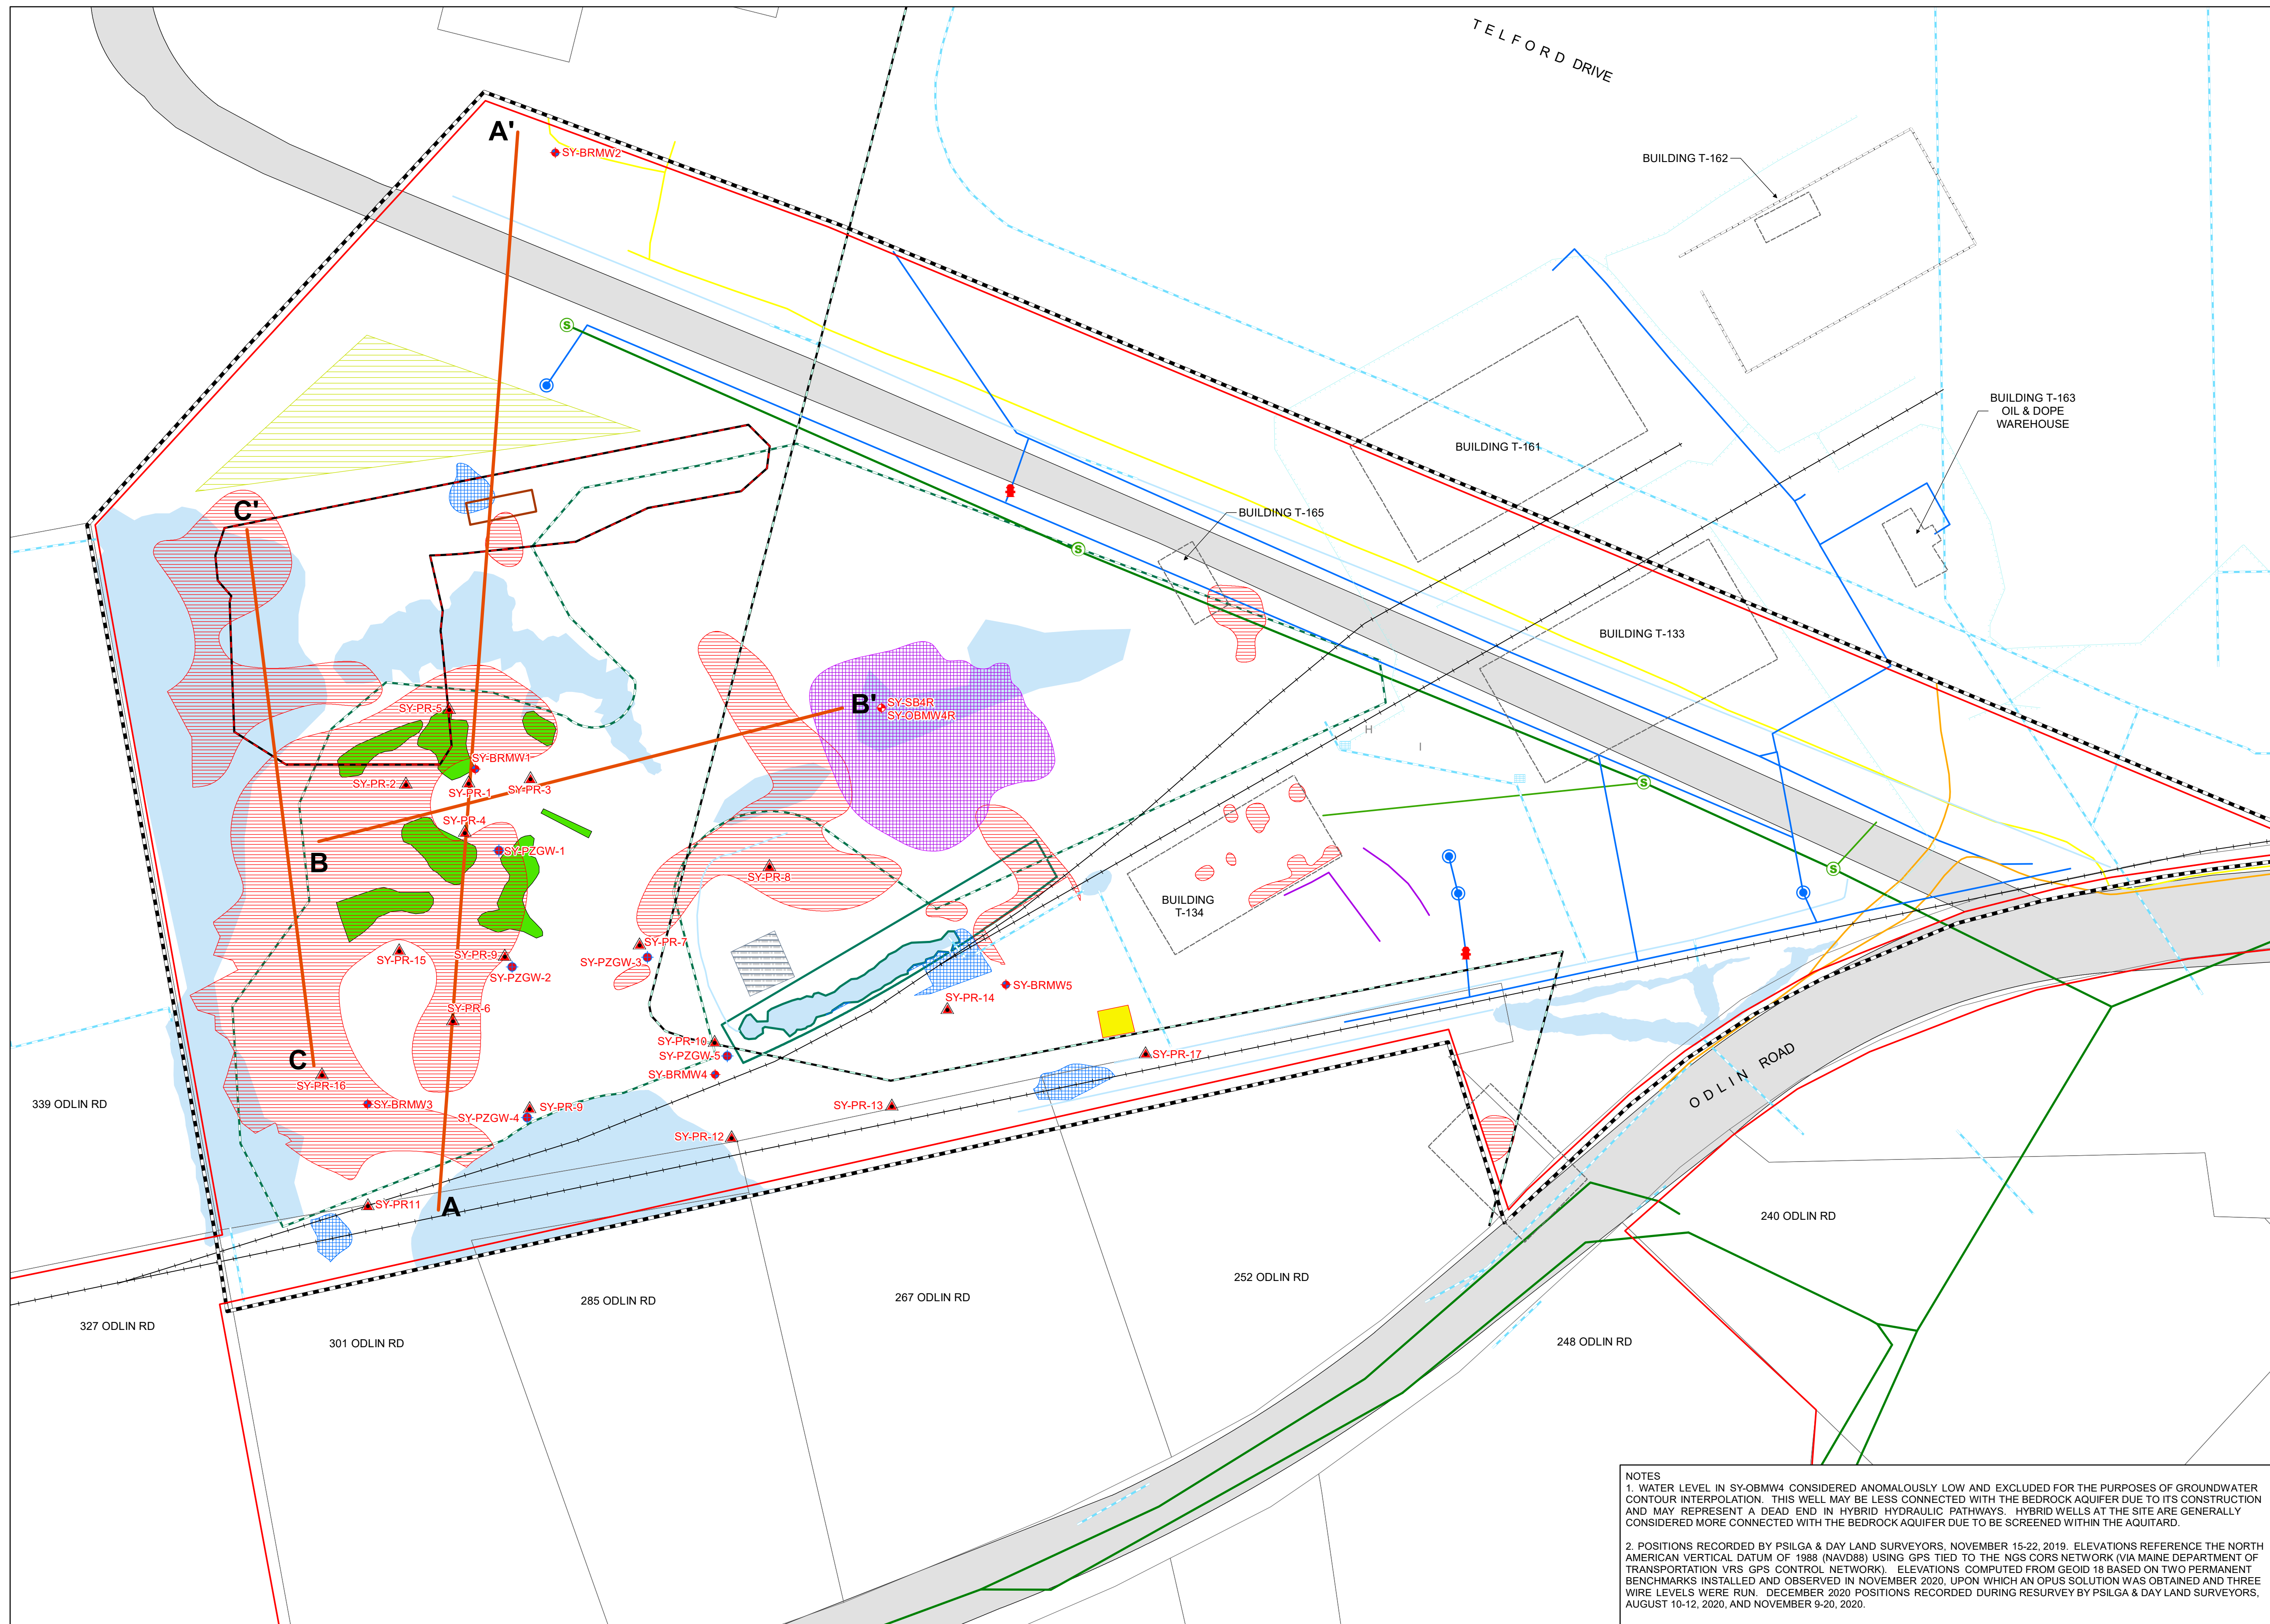 TELFORD DRIVE
A'
SY-BRMW2
BUILDING T-162
S
BUILDING T-163
OIL & DOPE
WAREHOUSE
BUILDING T-161
C'
BUILDING T-165
S
BUILDING T-133
SY-PR-5
B'
SY-SB4R
SY-OBMW4R
H
I
SY-BRMW1
SY-PR-2
SY-PR-1
SY-PR-3
S
SY-PR-4
SY-PZGW-1
B
SY-PR-8
S
BUILDING
T-134
SY-PR-7
SY-PR-15
SY-PR-9
SY-PZGW-3
SY-PZGW-2
SY-BRMW5
SY-PR-14
SY-PR-6
SY-PR-10
SY-PZGW-5
SY-PR-17
C
SY-BRMW4
SY-PR-16
ODLIN ROAD
339 ODLIN RD
SY-BRMW3
SY-PR-9
SY-PR-13
SY-PZGW-4
SY-PR-12
SY-PR11
A
240 ODLIN RD
252 ODLIN RD
285 ODLIN RD
267 ODLIN RD
327 ODLIN RD
301 ODLIN RD
248 ODLIN RD
NOTES
1. WATER LEVEL IN SY-OBMW4 CONSIDERED ANOMALOUSLY LOW AND EXCLUDED FOR THE PURPOSES OF GROUNDWATER
CONTOUR INTERPOLATION. THIS WELL MAY BE LESS CONNECTED WITH THE BEDROCK AQUIFER DUE TO ITS CONSTRUCTION
AND MAY REPRESENT A DEAD END IN HYBRID HYDRAULIC PATHWAYS. HYBRID WELLS AT THE SITE ARE GENERALLY
CONSIDERED MORE CONNECTED WITH THE BEDROCK AQUIFER DUE TO BE SCREENED WITHIN THE AQUITARD.
2. POSITIONS RECORDED BY PSILGA & DAY LAND SURVEYORS, NOVEMBER 15-22, 2019. ELEVATIONS REFERENCE THE NORTH
AMERICAN VERTICAL DATUM OF 1988 (NAVD88) USING GPS TIED TO THE NGS CORS NETWORK (VIA MAINE DEPARTMENT OF
TRANSPORTATION VRS GPS CONTROL NETWORK). ELEVATIONS COMPUTED FROM GEOID 18 BASED ON TWO PERMANENT
BENCHMARKS INSTALLED AND OBSERVED IN NOVEMBER 2020, UPON WHICH AN OPUS SOLUTION WAS OBTAINED AND THREE
WIRE LEVELS WERE RUN. DECEMBER 2020 POSITIONS RECORDED DURING RESURVEY BY PSILGA & DAY LAND SURVEYORS,
AUGUST 10-12, 2020, AND NOVEMBER 9-20, 2020.